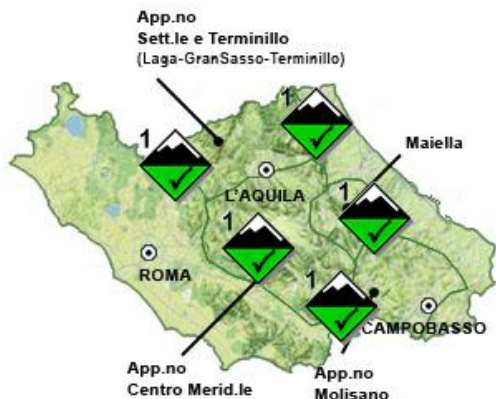 App.no
Sett.le e Terminillo
(Laga-GranSasso-Terminillo)
1
1
Maiella
L'AQUILA
1
1
ROMA
1
CAMPOBASSO
App.no
Centro Merid.le
App.no
Molisano